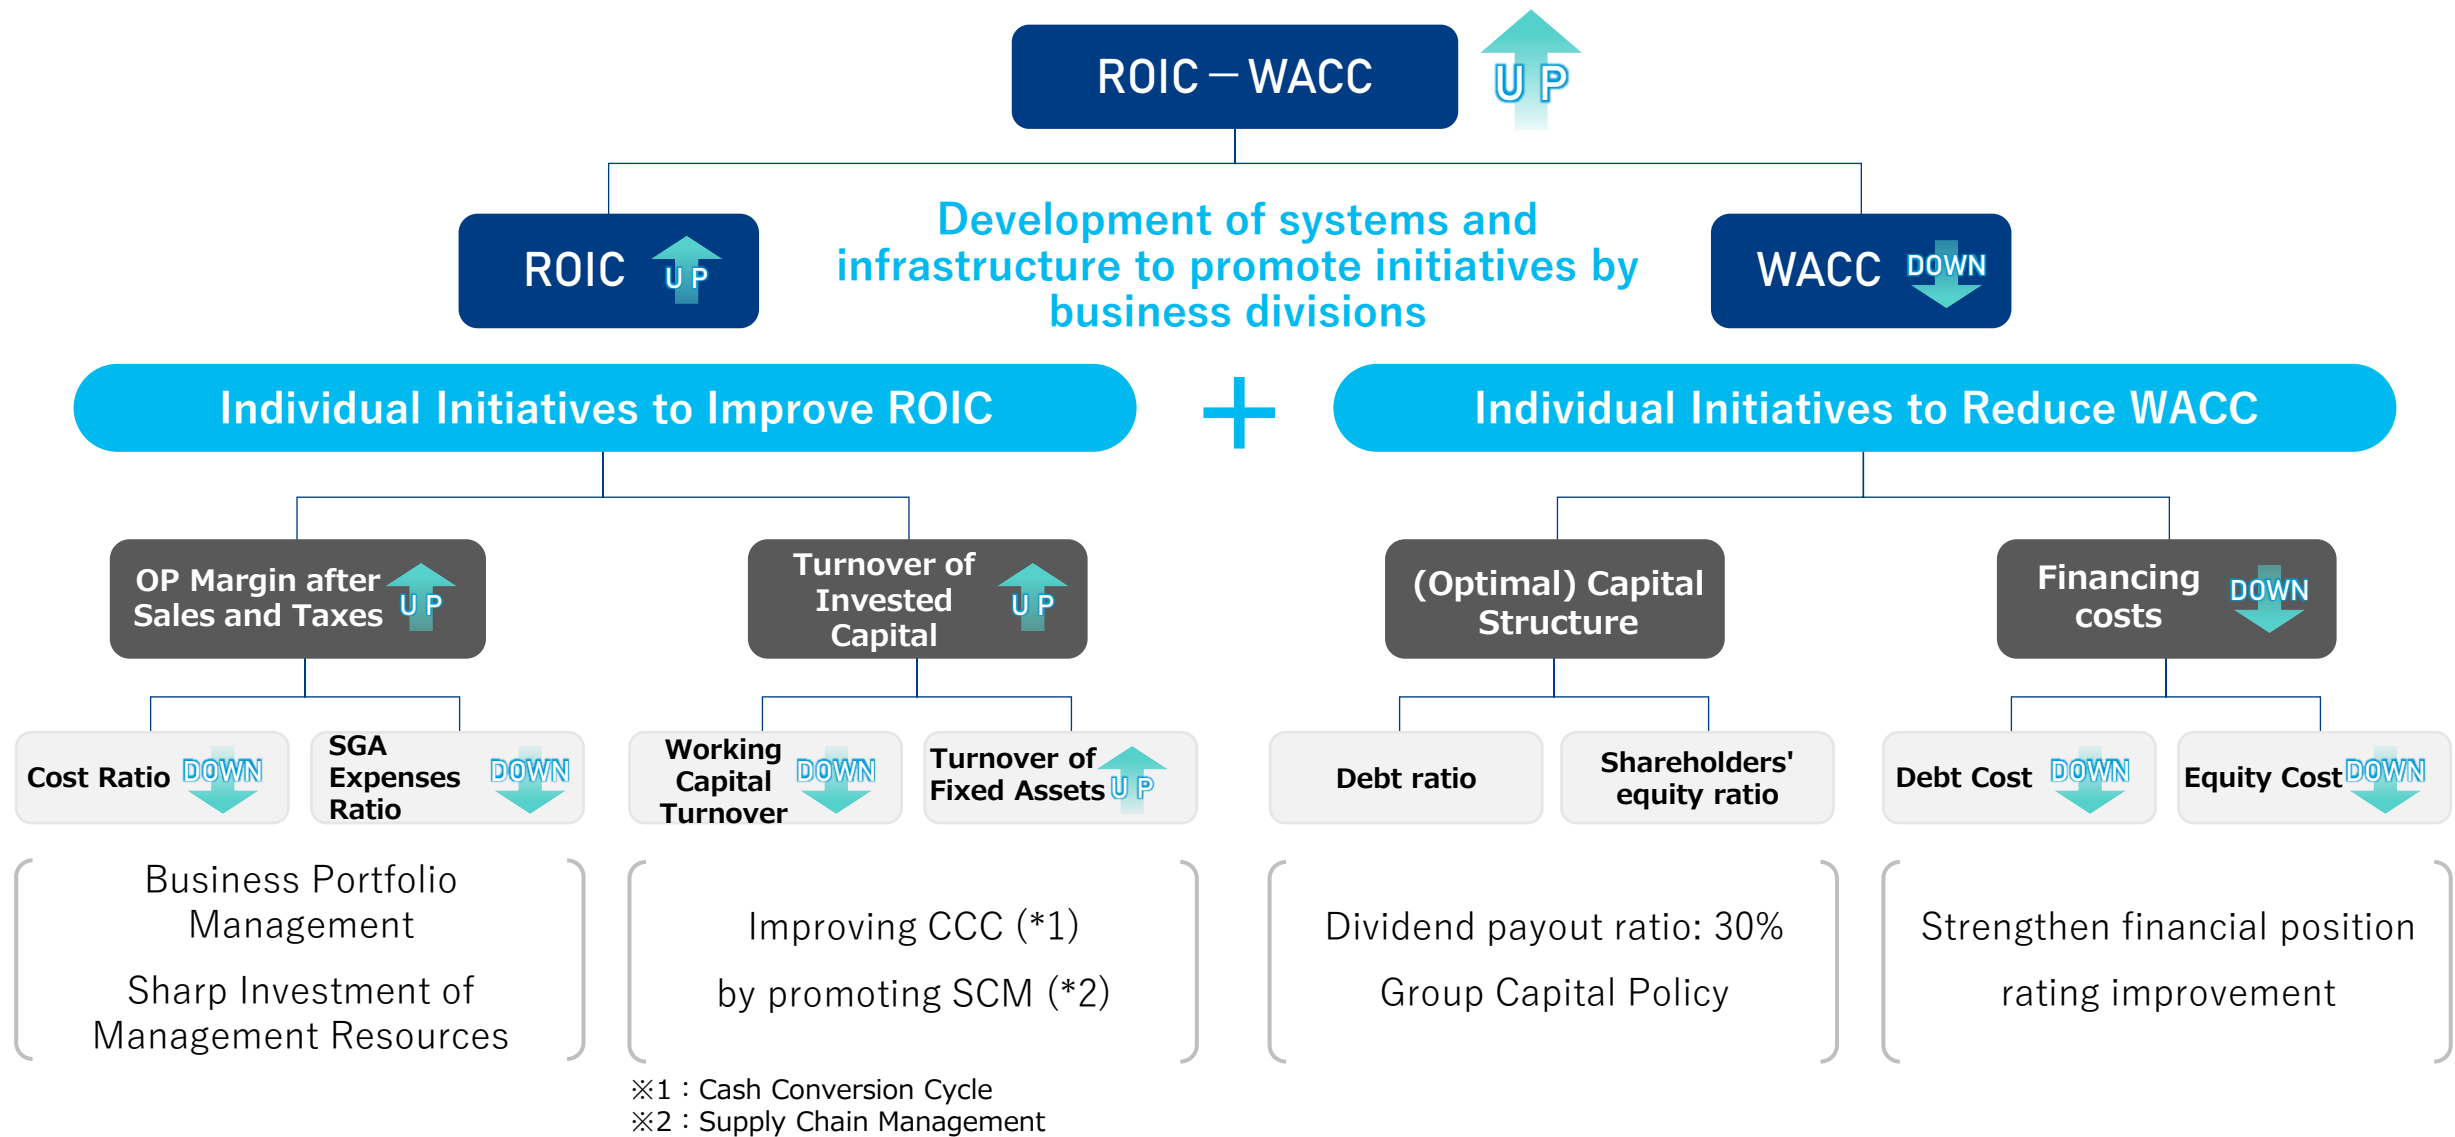 ROIC－WACC
UP
ROIC
UP
Development of systems and
infrastructure to promote initiatives by
business divisions
WACC
DOWN
Individual Initiatives to Improve ROIC
+
Individual Initiatives to Reduce WACC
OP Margin after
Sales and Taxes
UP
Turnover of
Invested
Capital
UP
(Optimal) Capital
Structure
Financing
costs
DOWN
Cost Ratio
DOWN
SGA
Expenses
Ratio
DOWN
Working
Capital
Turnover
DOWN
Turnover of
Fixed Assets
UP
Debt ratio
Shareholders'
equity ratio
Debt Cost
DOWN
Equity Cost
DOWN
Business Portfolio
Management
Sharp Investment of
Management Resources
Improving CCC (*1)
by promoting SCM (*2)
Dividend payout ratio: 30%
Group Capital Policy
Strengthen financial position
rating improvement
※1：Cash Conversion Cycle
※2：Supply Chain Management